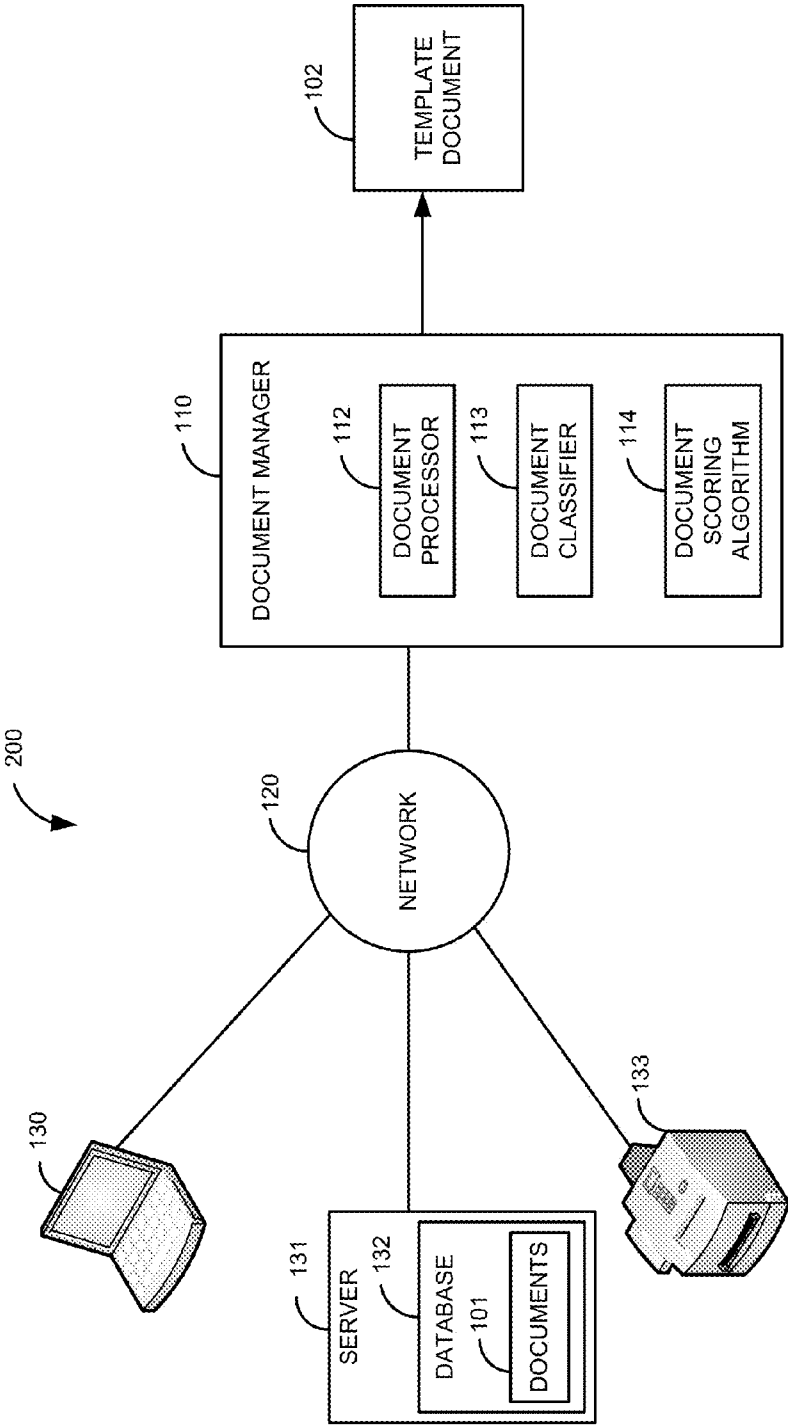 200
130
131
SERVER
132
DATABASE
101
DOCUMENTS
133
120
NETWORK
110
DOCUMENT MANAGER
112
DOCUMENT
PROCESSOR
113
DOCUMENT
CLASSIFIER
114
DOCUMENT
SCORING
ALGORITHM
102
TEMPLATE
DOCUMENT